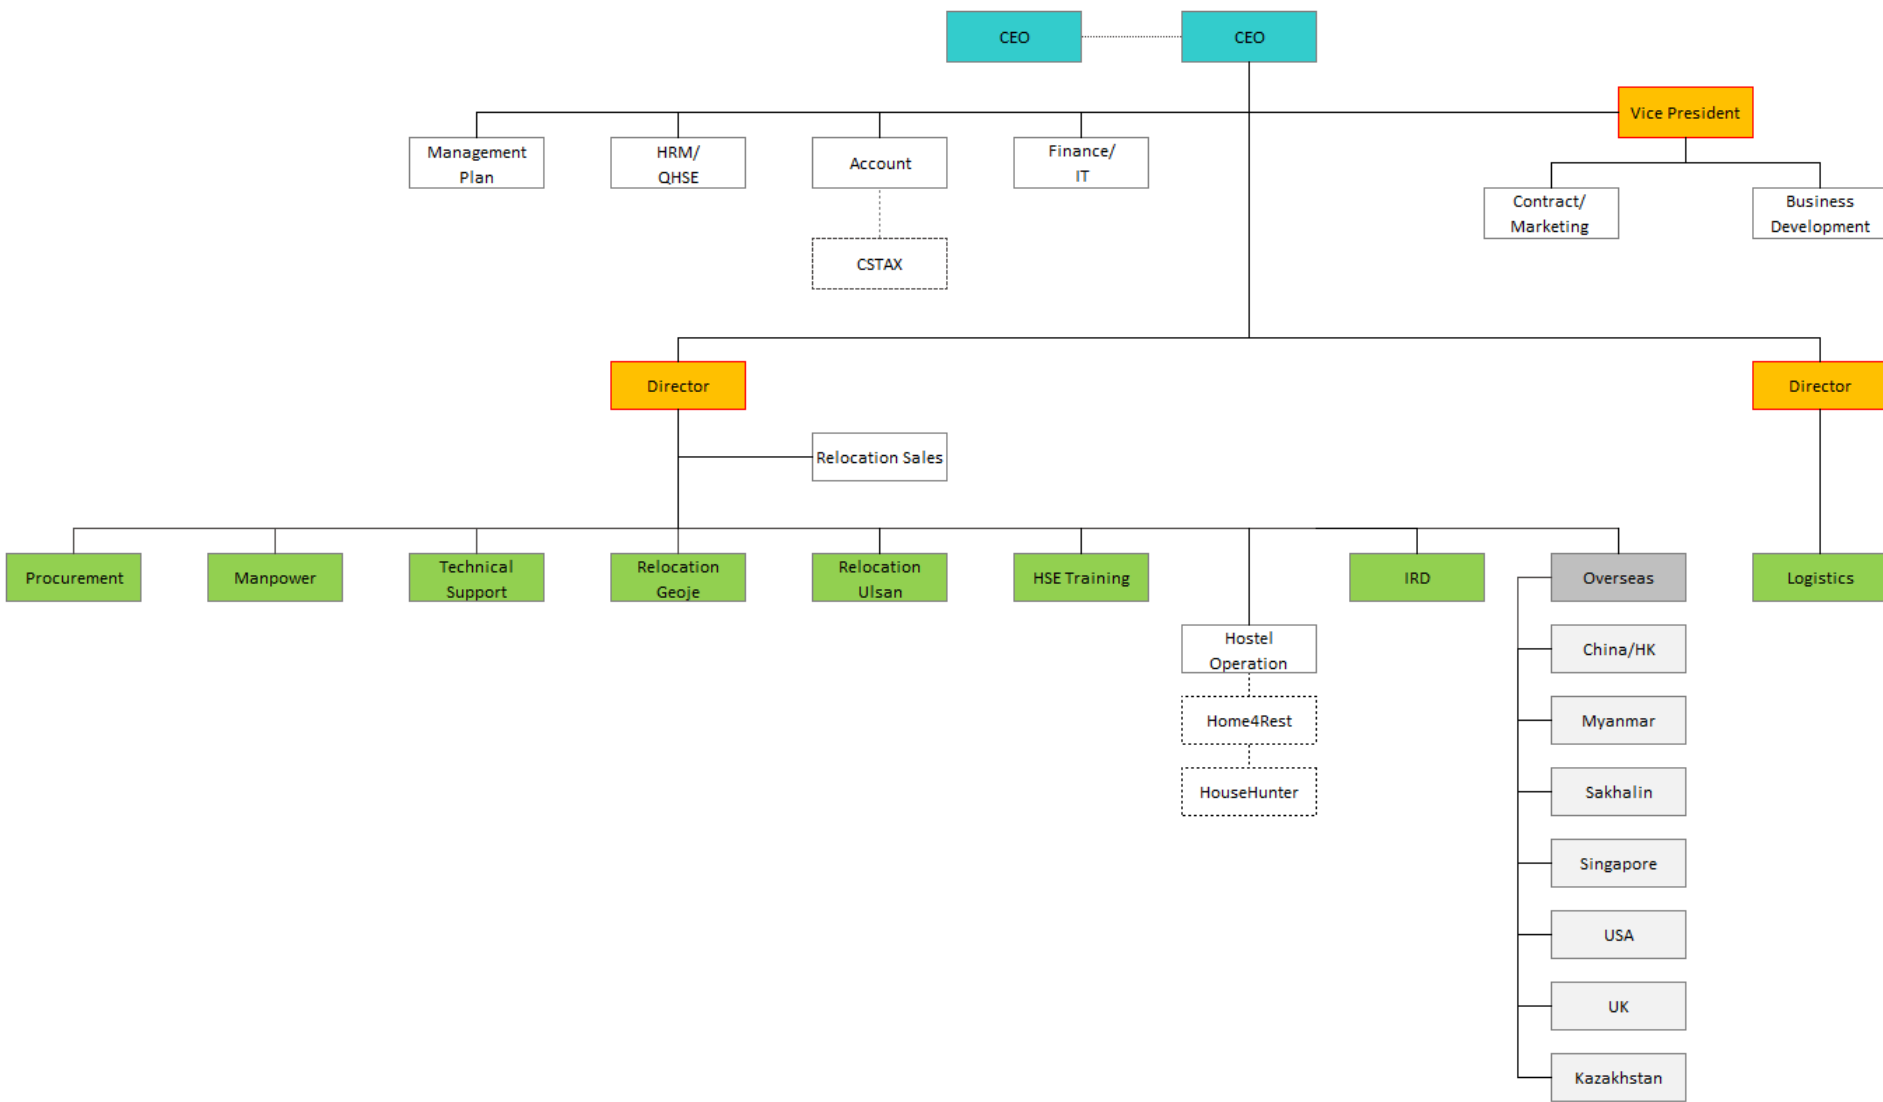 CEO
CEO
Vice President
Management
Plan
HRM/
QHSE
Account
Finance/
IT
Contract/
Marketing
Business
Development
CSTAX
Director
Director
Relocation Sales
Procurement
Manpower
Technical
Support
Relocation
Geoje
Relocation
Ulsan
HSE Training
IRD
Overseas
Logistics
Hostel
Operation
Home4Rest
HouseHunter
China/HK
Myanmar
Sakhalin
Singapore
USA
UK
Kazakhstan